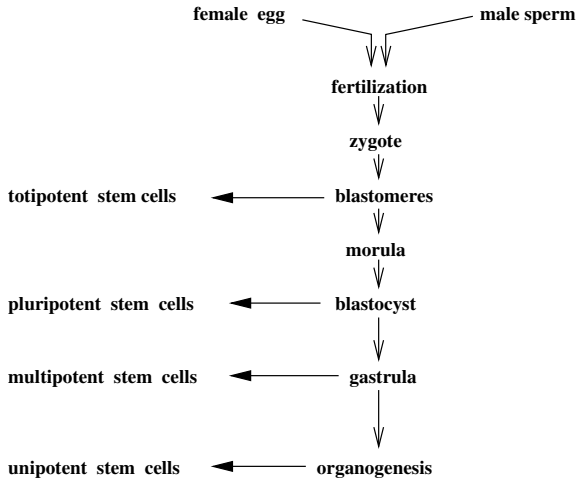 female egg male sperm
fertilization
zygote
totipotent stem cells blastomeres
morula
pluripotent stem cells blastocyst
multipotent stem cells gastrula
unipotent stem cells organogenesis